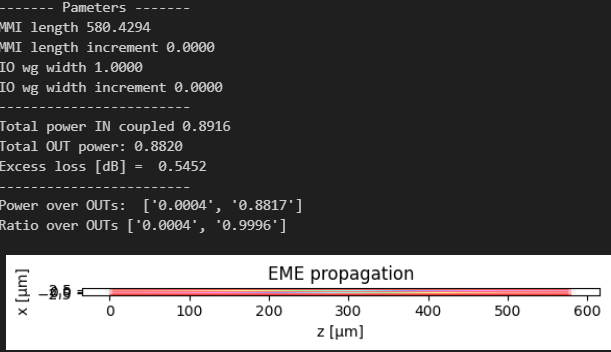 ------- Pameters -------
MMI length 580.4294
MMI length increment 0.0000
IO wg width 1.0000
IO wg width increment 0.0000
------------------------
Total power IN coupled 0.8916
Total OUT power: 0.8820
Excess loss [dB] =  0.5452
------------------------
Power over OUTs:  ['0.0004', '0.8817']
Ratio over OUTs ['0.0004', '0.9996']
EME propagation
x [μm]
0 100 200 300 400 500 600
z [μm]